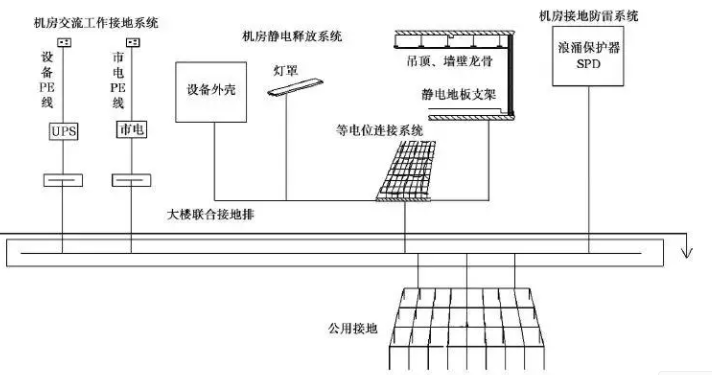 机房交流工作接地系统
机房静电释放系统
机房接地防雷系统
设备PE线
市电PE线
UPS
市电
设备外壳
灯罩
吊顶、墙壁龙骨
静电地板支架
等电位连接系统
浪涌保护器
SPD
大楼联合接地排
公用接地